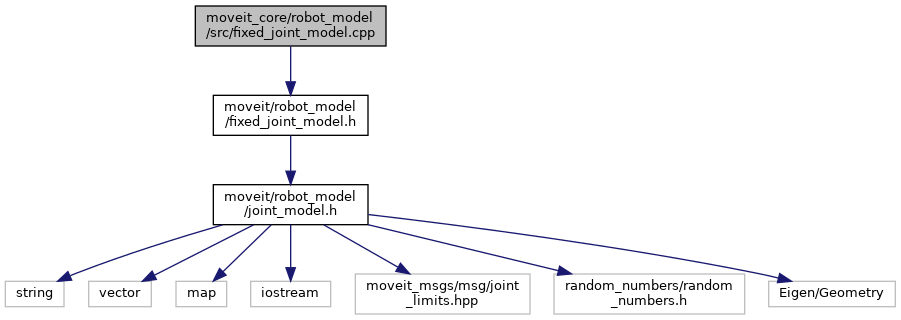 moveit_core/robot_model
/src/fixed_joint_model.cpp
moveit/robot_model
/fixed_joint_model.h
moveit/robot_model
/joint_model.h
string
vector
map
iostream
moveit_msgs/msg/joint
_limits.hpp
random_numbers/random
_numbers.h
Eigen/Geometry